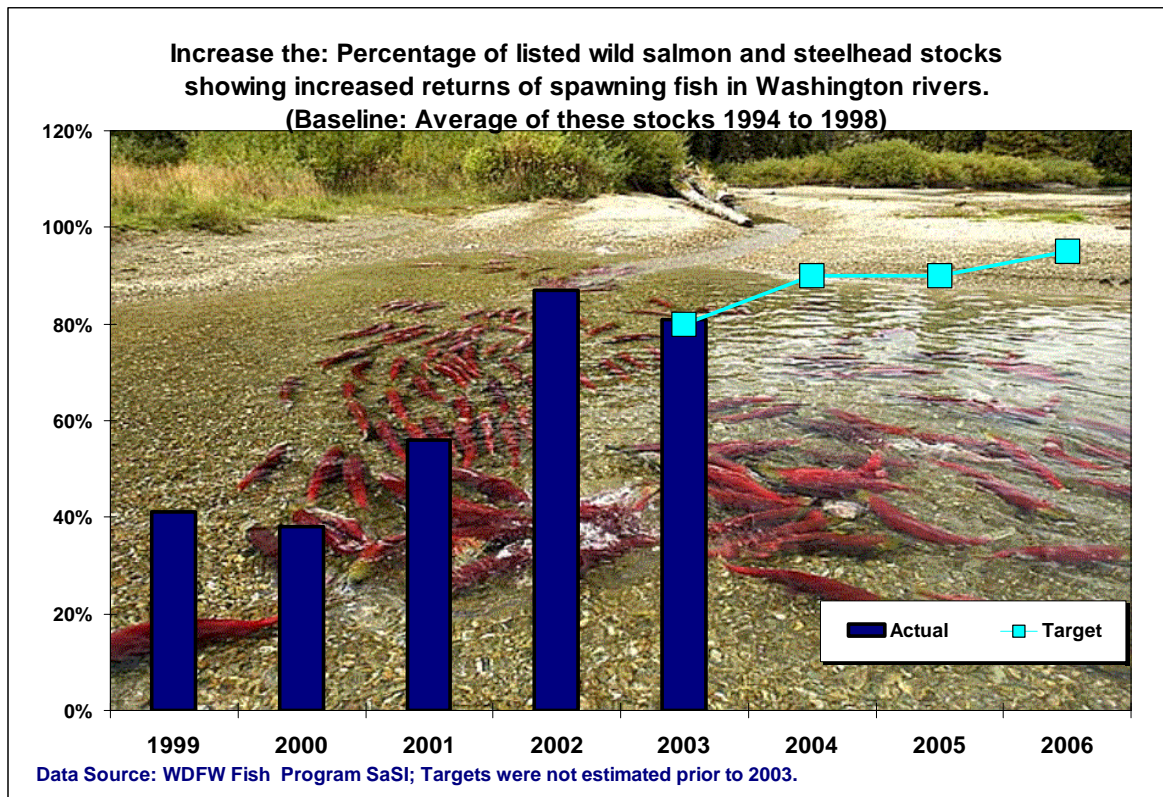 Increase the: Percentage of listed wild salmon and steelhead stocks
showing increased returns of spawning fish in Washington rivers.
(Baseline: Average of these stocks 1994 to 1998)
120%
100%
80%
60%
40%
20%
0%
Actual
Target
1999 2000 2001 2002 2003 2004 2005 2006
Data Source: WDFW Fish Program SaSI; Targets were not estimated prior to 2003.